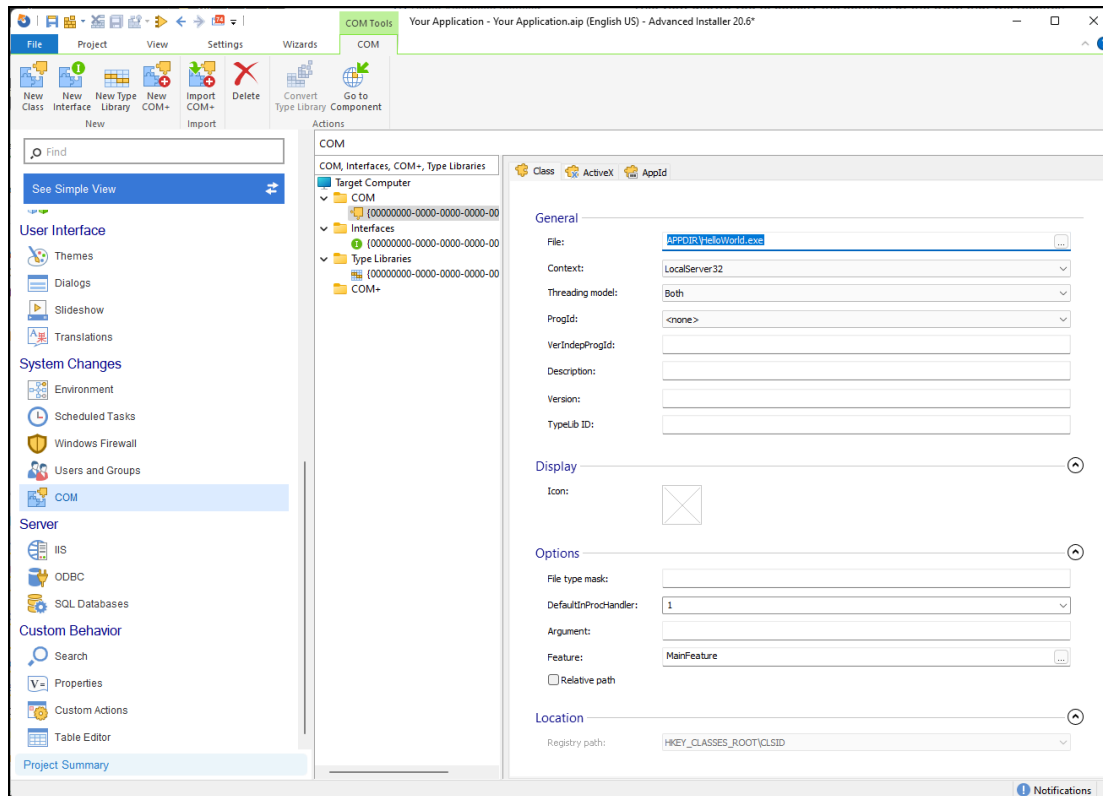 COM Tools
Your Application - Your Application.aip (English US) - Advanced Installer 20.6*
File Project View Settings Wizards COM
New Class
New Interface
New Type Library
New COM+
Import COM+
Delete
Convert Type Library
Go to Component
New
Import
Actions
Find
See Simple View
User Interface
Themes
Dialogs
Slideshow
Translations
System Changes
Environment
Scheduled Tasks
Windows Firewall
Users and Groups
COM
Server
IIS
ODBC
SQL Databases
Custom Behavior
Search
Properties
Custom Actions
Table Editor
Project Summary
COM
COM, Interfaces, COM+, Type Libraries
Target Computer
COM
{00000000-0000-0000-0000-00
Interfaces
{00000000-0000-0000-0000-00
Type Libraries
{00000000-0000-0000-0000-00
COM+
Class ActiveX AppId
General
File: APPDIR\HelloWorld.exe ...
Context: LocalServer32
Threading model: Both
ProgId: <none>
VerIndepProgId:
Description:
Version:
TypeLib ID:
Display
Icon:
Options
File type mask:
DefaultInProcHandler: 1
Argument:
Feature: MainFeature ...
Relative path
Location
Registry path: HKEY_CLASSES_ROOT\CLSID
Notifications